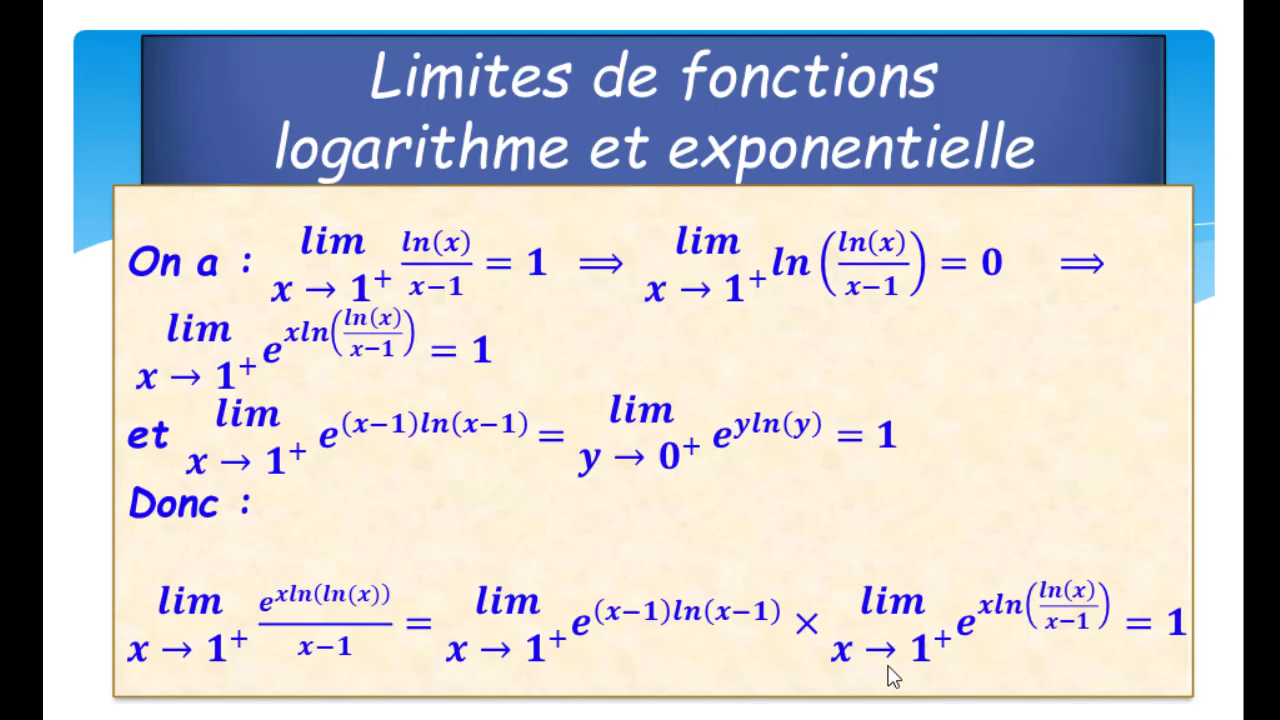 Limites de fonctions
logarithme et exponentielle
On a : lim x → 1⁺ ln(x)/(x−1) = 1 ⟹ lim x → 1⁺ ln(ln(x)/(x−1)) = 0 ⟹
lim x → 1⁺ e^(xln(ln(x)/(x−1))) = 1
et lim x → 1⁺ e^((x−1)ln(x−1)) = lim y → 0⁺ e^(yln(y)) = 1
Donc :
lim x → 1⁺ e^(xln(ln(x)))/(x−1) = lim x → 1⁺ e^((x−1)ln(x−1)) × lim x → 1⁺ e^(xln(ln(x)/(x−1))) = 1